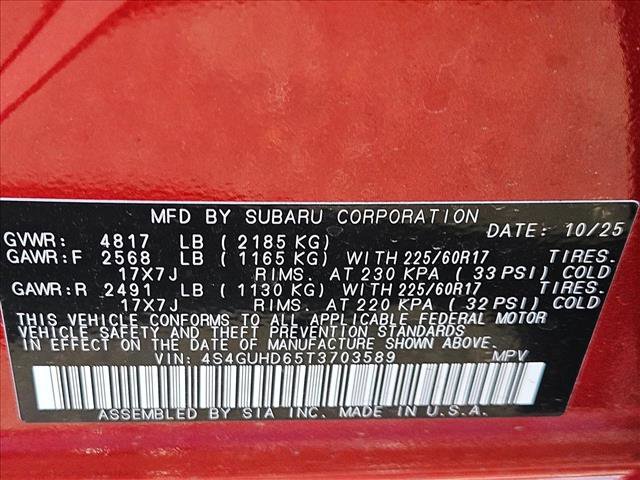 MFD BY SUBARU CORPORATION DATE: 10/25
GVWR: 4817 LB (2185 KG)
GAWR:F 2568 LB (1165 KG) WITH 225/60R17 TIRES.
17X7J RIMS. AT 230 KPA (33 PSI) COLD
GAWR:R 2491 LB (1130 KG) WITH 225/60R17 TIRES.
17X7J RIMS. AT 220 KPA (32 PSI) COLD
THIS VEHICLE CONFORMS TO ALL APPLICABLE FEDERAL MOTOR
VEHICLE SAFETY AND THEFT PREVENTION STANDARDS
IN EFFECT ON THE DATE OF MANUFACTURE SHOWN ABOVE.
VIN: 4S4GUHD65T3703589 MPV
ASSEMBLED BY SIA INC. MADE IN U.S.A.